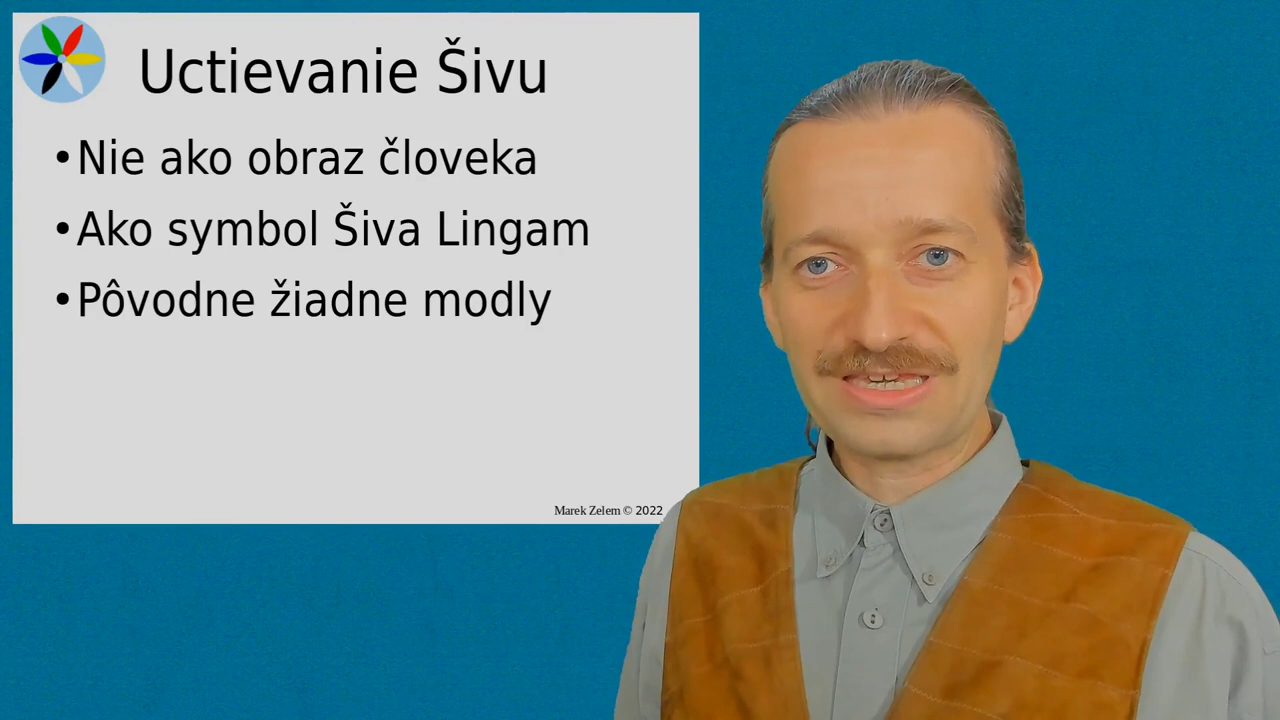 Uctievanie Šivu
•Nie ako obraz človeka
•Ako symbol Šiva Lingam
•Pôvodne žiadne modly
Marek Zelem © 2022